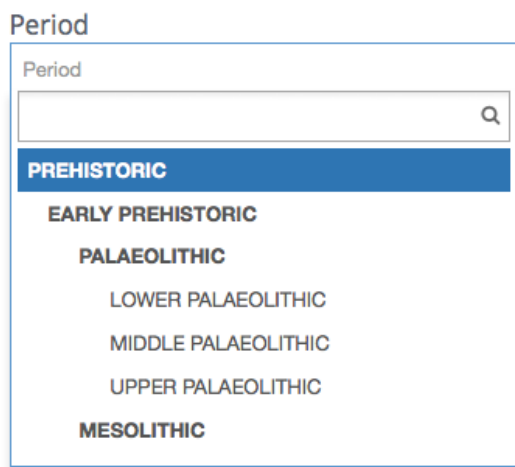 Period
Period
PREHISTORIC
EARLY PREHISTORIC
PALAEOLITHIC
LOWER PALAEOLITHIC
MIDDLE PALAEOLITHIC
UPPER PALAEOLITHIC
MESOLITHIC